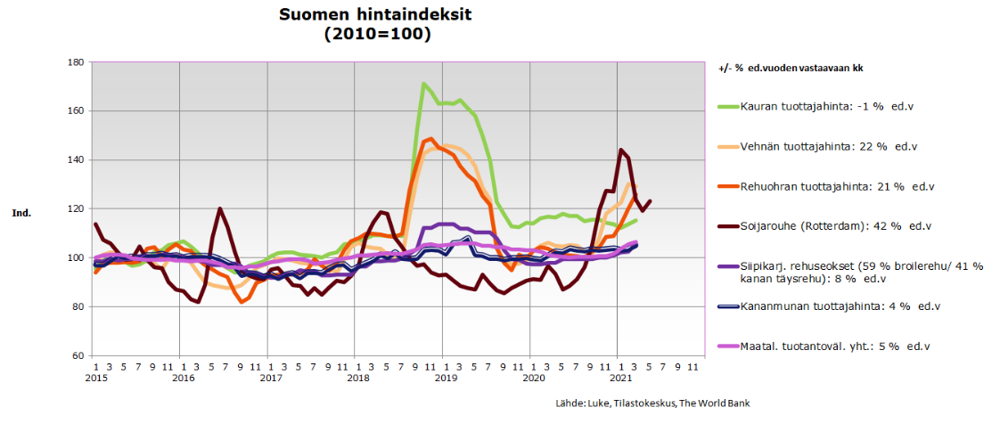 Suomen hintaindeksit
(2010=100)
180
160
140
120
100
80
60
Ind.
1 3 5 7 9 11 1 3 5 7 9 11 1 3 5 7 9 11 1 3 5 7 9 11 1 3 5 7 9 11 1 3 5 7 9 11 1 3 5 7 9 11
2015 2016 2017 2018 2019 2020 2021
+/- % ed.vuoden vastaavaan kk
Kauran tuottajahinta: -1 % ed.v
Vehnän tuottajahinta: 22 % ed.v
Rehuohran tuottajahinta: 21 % ed.v
Soijarouhe (Rotterdam): 42 % ed.v
Siipikarj. rehuseokset (59 % broilerehu/ 41 %
kanan täysrehu): 8 % ed.v
Kananmunan tuottajahinta: 4 % ed.v
Maatal. tuotantoväl. yht.: 5 % ed.v
Lähde: Luke, Tilastokeskus, The World Bank